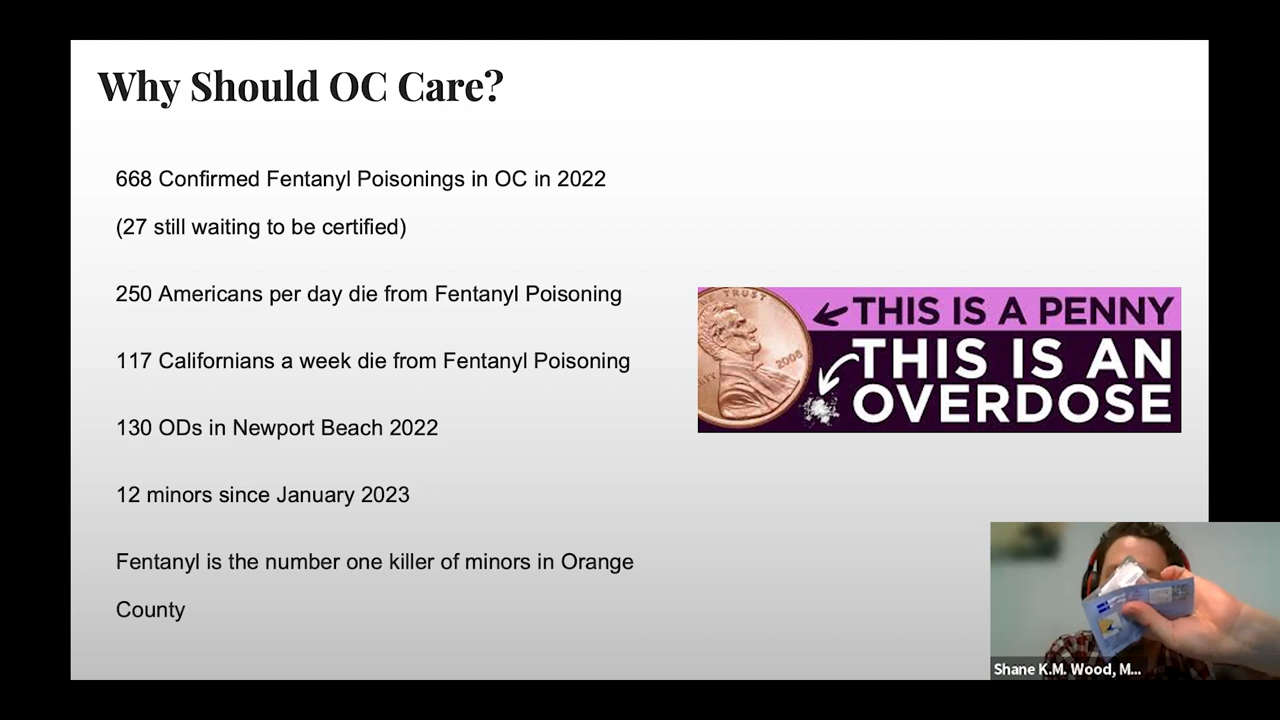 Why Should OC Care?
668 Confirmed Fentanyl Poisonings in OC in 2022
(27 still waiting to be certified)
250 Americans per day die from Fentanyl Poisoning
117 Californians a week die from Fentanyl Poisoning
130 ODs in Newport Beach 2022
12 minors since January 2023
Fentanyl is the number one killer of minors in Orange
County
TRUST
2008
THIS IS A PENNY
THIS IS AN
OVERDOSE
Shane K.M. Wood, M...